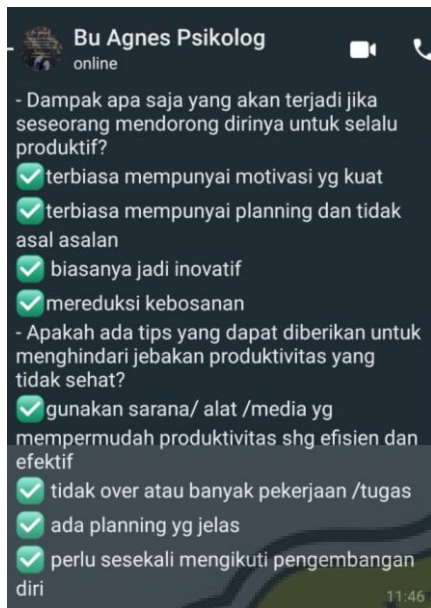 Bu Agnes Psikolog
online
- Dampak apa saja yang akan terjadi jika
seseorang mendorong dirinya untuk selalu
produktif?
✅terbiasa mempunyai motivasi yg kuat
✅terbiasa mempunyai planning dan tidak
asal asalan
✅ biasanya jadi inovatif
✅mereduksi kebosanan
- Apakah ada tips yang dapat diberikan untuk
menghindari jebakan produktivitas yang
tidak sehat?
✅gunakan sarana/ alat /media yg
mempermudah produktivitas shg efisien dan
efektif
✅ tidak over atau banyak pekerjaan /tugas
✅ ada planning yg jelas
✅ perlu sesekali mengikuti pengembangan
diri
11:46